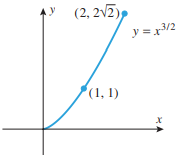 y
(2, 2√2)
y = x^{3/2}
(1, 1)
x